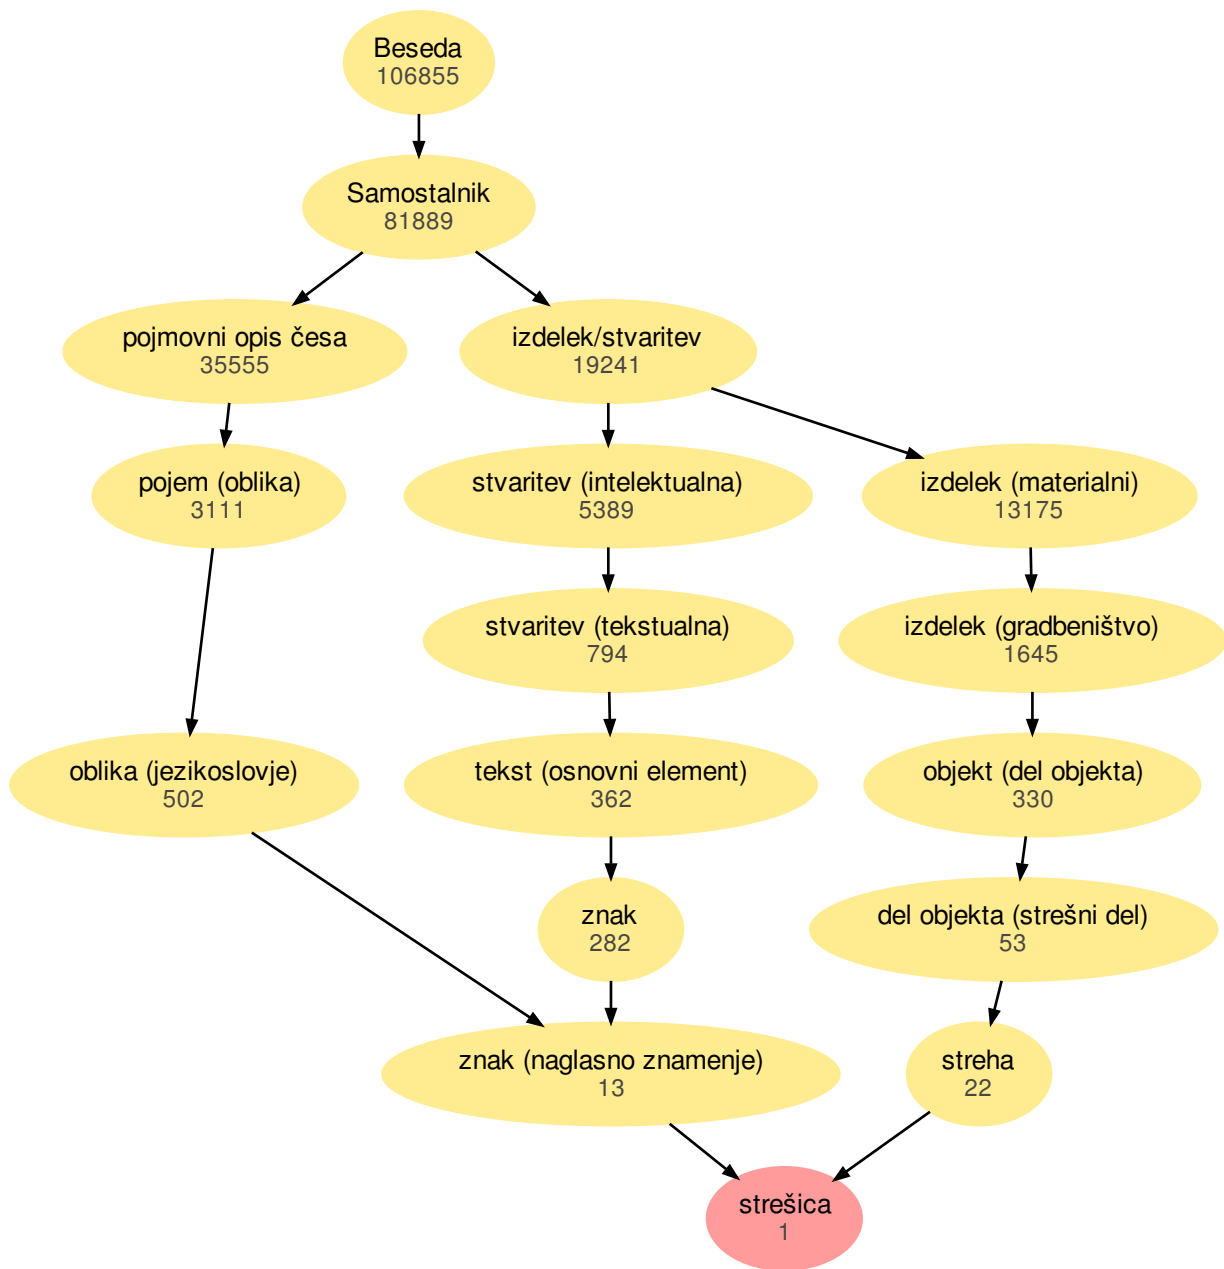 Beseda
106855
Samostalnik
81889
pojmovni opis česa
35555
izdelek/stvaritev
19241
pojem (oblika)
3111
stvaritev (intelektualna)
5389
izdelek (materialni)
13175
stvaritev (tekstualna)
794
izdelek (gradbeništvo)
1645
oblika (jezikoslovje)
502
tekst (osnovni element)
362
objekt (del objekta)
330
znak
282
del objekta (strešni del)
53
znak (naglasno znamenje)
13
streha
22
strešica
1